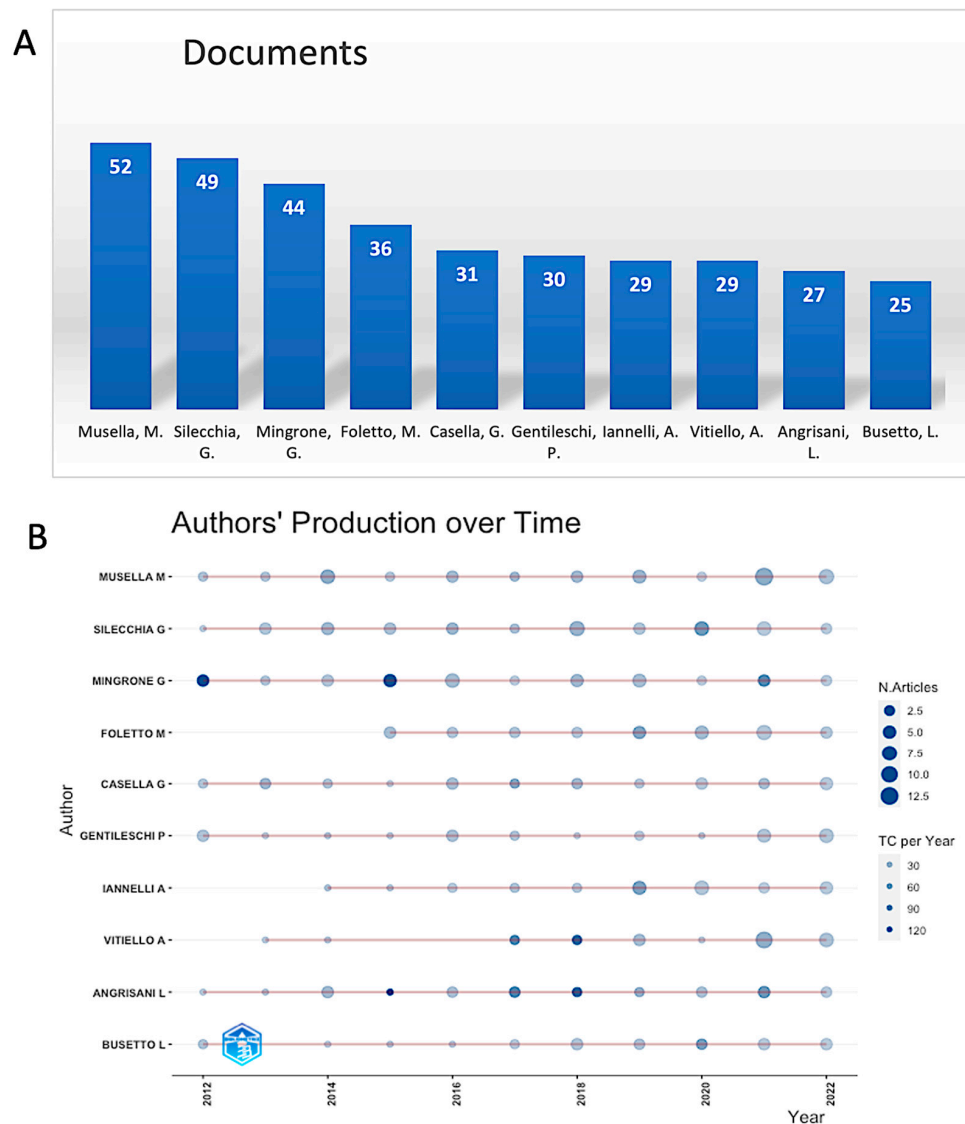 A
Documents
52
49
44
36
31
30
29
29
27
25
Musella, M.
Silecchia, G.
Mingrone, G.
Foletto, M.
Casella, G.
Gentileschi, P.
Iannelli, A.
Vitiello, A.
Angrisani, L.
Busetto, L.
B
Authors' Production over Time
Author
MUSELLA M
SILECCHIA G
MINGRONE G
FOLETTO M
CASELLA G
GENTILESCHI P
IANNELLI A
VITIELLO A
ANGRISANI L
BUSETTO L
2012
2014
2016
2018
2020
2022
Year
N.Articles
2.5
5.0
7.5
10.0
12.5
TC per Year
30
60
90
120